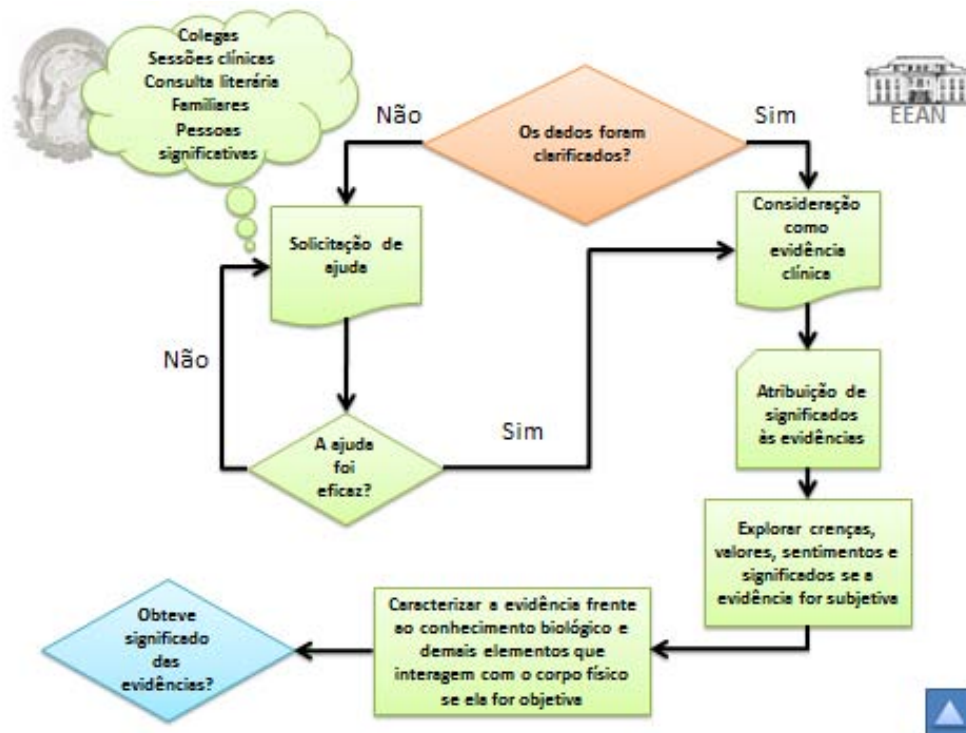 Colegas
Sessões clínicas
Consulta literária
Familiares
Pessoas
significativas
Não
Os dados foram
clarificados?
Sim
EEAN
Solicitação de
ajuda
Consideração
como
evidência
clínica
Não
A ajuda
foi
eficaz?
Sim
Atribuição de
significados
às evidências
Explorar crenças,
valores, sentimentos e
significados se a
evidência for subjetiva
Caracterizar a evidência frente
ao conhecimento biológico e
demais elementos que
interagem com o corpo físico
se ela for objetiva
Obteve
significado
das
evidências?